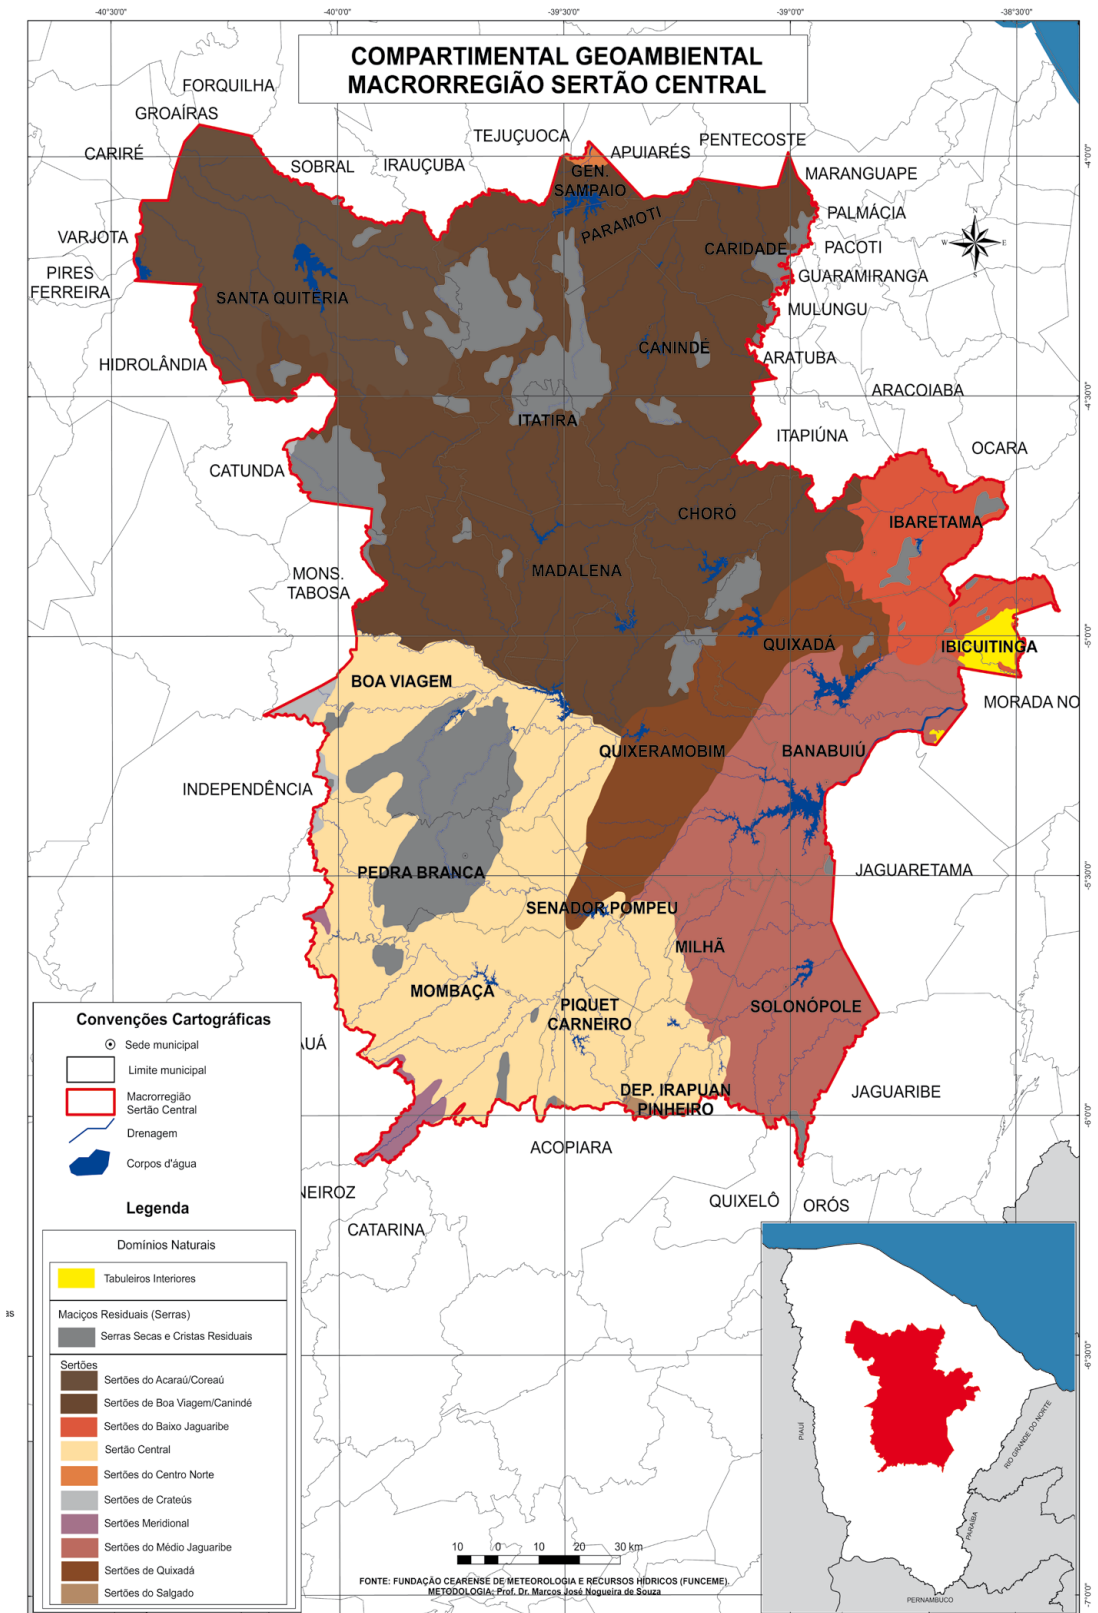 -40°30'0"
-40°0'0"
-39°30'0"
-39°0'0"
-38°30'0"
COMPARTIMENTAL GEOAMBIENTAL
MACRORREGIÃO SERTÃO CENTRAL
FORQUILHA
GROAÍRAS
CARIRÉ
SOBRAL
IRAUÇUBA
TEJUÇUOCA
APUIARÉS
PENTECOSTE
-4°0'0"
GEN.
SAMPAIO
MARANGUAPE
PARAMOTI
PALMÁCIA
VARJOTA
CARIDADE
PACOTI
N
W
E
S
PIRES
FERREIRA
GUARAMIRANGA
SANTA QUITÉRIA
MULUNGU
CANINDÉ
HIDROLÂNDIA
ARATUBA
ARACOIABA
-4°30'0"
ITATIRA
ITAPIÚNA
OCARA
CATUNDA
CHORÓ
IBARETAMA
MONS.
TABOSA
MADALENA
-5°0'0"
QUIXADÁ
IBICUITINGA
BOA VIAGEM
MORADA NO
QUIXERAMOBIM
BANABUIÚ
INDEPENDÊNCIA
PEDRA BRANCA
JAGUARETAMA
-5°30'0"
SENADOR POMPEU
MILHÃ
MOMBAÇA
PIQUET
CARNEIRO
SOLONÓPOLE
UÁ
DEP. IRAPUAN
PINHEIRO
JAGUARIBE
-6°0'0"
ACOPIARA
NEIROZ
CATARINA
QUIXELÔ
ORÓS
Convenções Cartográficas
Sede municipal
Limite municipal
Macrorregião
Sertão Central
Drenagem
Corpos d'água
Legenda
Domínios Naturais
Tabuleiros Interiores
Maciços Residuais (Serras)
Serras Secas e Cristas Residuais
Sertões
Sertões do Acaraú/Coreaú
Sertões de Boa Viagem/Canindé
Sertões do Baixo Jaguaribe
Sertão Central
Sertões do Centro Norte
Sertões de Crateús
Sertões Meridional
Sertões do Médio Jaguaribe
Sertões de Quixadá
Sertões do Salgado
as
-6°30'0"
PIAUÍ
RIO GRANDE DO NORTE
PARAÍBA
PERNAMBUCO
-7°0'0"
10 0 10 20 30 km
FONTE: FUNDAÇÃO CEARENSE DE METEOROLOGIA E RECURSOS HÍDRICOS (FUNCEME).
METODOLOGIA: Prof. Dr. Marcos José Nogueira de Souza